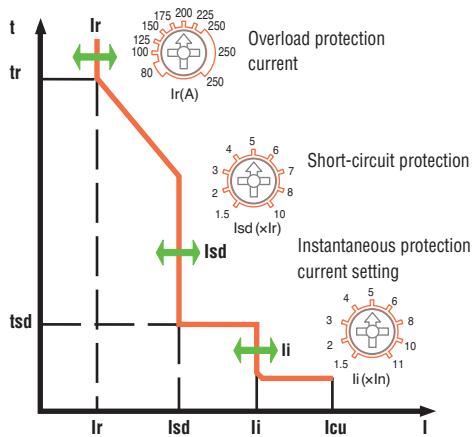 t
Ir
tr
80
100
125
150
175
200
225
250
250
250
Ir(A)
Overload protection
current
1.5
2
3
4
5
6
7
8
10
Isd (×Ir)
Short-circuit protection
Isd
Instantaneous protection
current setting
1.5
2
3
4
5
6
8
10
11
Ii (×In)
tsd
Ii
Ir
Isd
Ii
Icu
I